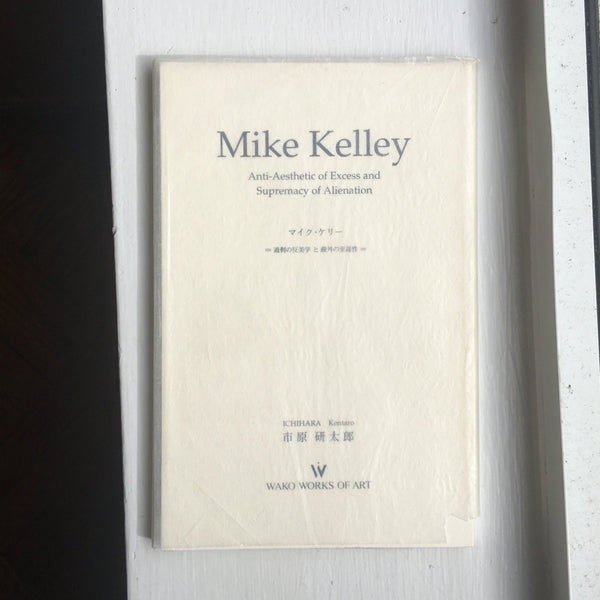 Mike Kelley
Anti-Aesthetic of Excess and
Supremacy of Alienation
マイク・ケリー
= 過剰の反美学 と 疎外の至高性 =
ICHIHARA Kentaro
市原 研太郎
W
WAKO WORKS OF ART